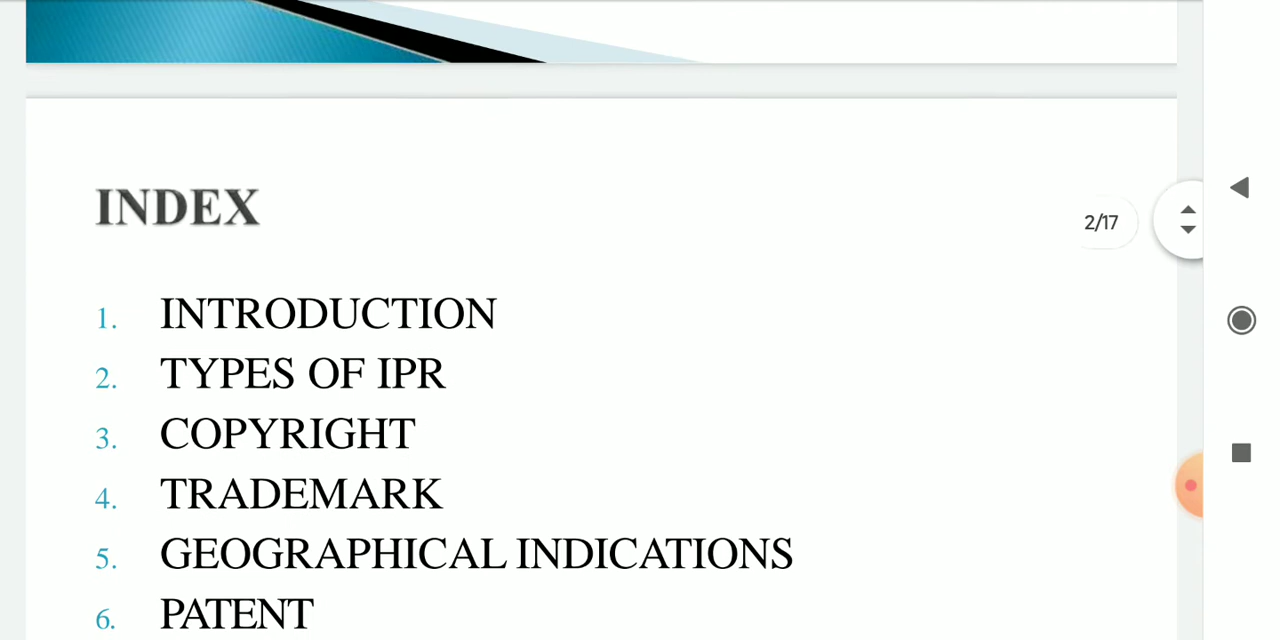 INDEX
2/17
1. INTRODUCTION
2. TYPES OF IPR
3. COPYRIGHT
4. TRADEMARK
5. GEOGRAPHICAL INDICATIONS
6. PATENT